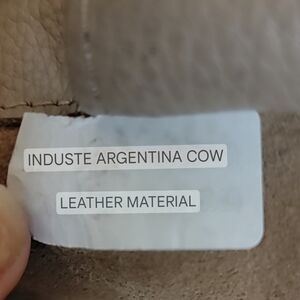 INDUSTE ARGENTINA COW
LEATHER MATERIAL